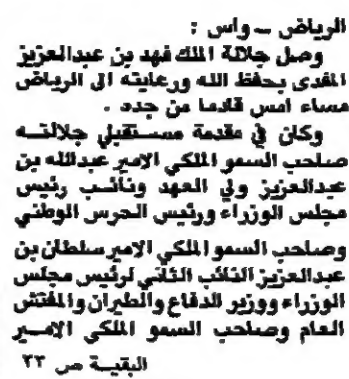 الرياض ــ واس :
وصل جلالة الملك فهد بن عبدالعزيز
المفدى بحفظ الله ورعايته الى الرياض
مساء امس قادما من جده .
وكان في مقدمة مستقبلي جلالته
صاحب السمو الملكي الامير عبدالله بن
عبدالعزيز ولي العهد ونائب رئيس
مجلس الوزراء ورئيس الحرس الوطني
وصاحب السمو الملكي الامير سلطان بن
عبدالعزيز النائب الثاني لرئيس مجلس
الوزراء ووزير الدفاع والطيران والمفتش
العام وصاحب السمو الملكي الامير
البقية ص ٢٣